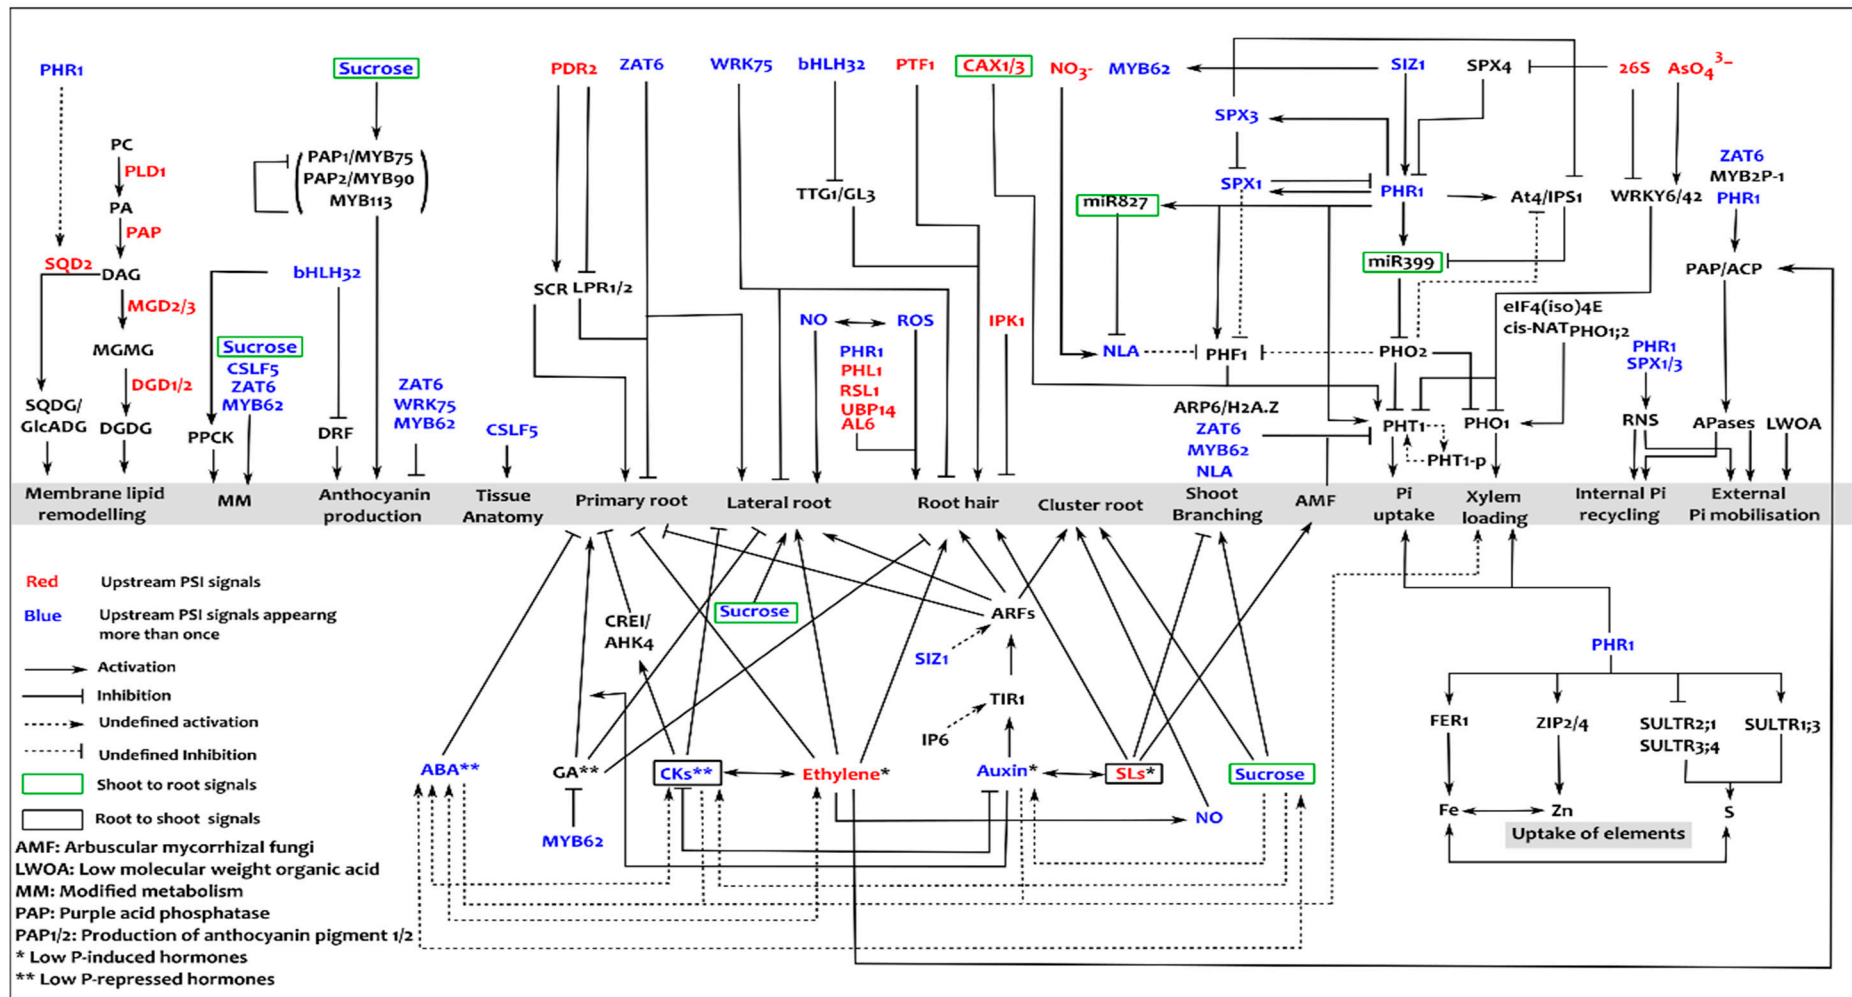 PHR1
Sucrose
PDR2
ZAT6
WRK75
bHLH32
PTF1
CAX1/3
NO3-
MYB62
SIZ1
SPX4
26S
AsO4 3–
SPX3
PC
PLD1
PA
PAP
SQD2
DAG
MGD2/3
MGMG
DGD1/2
SQDG/
GlcADG
DGDG
PAP1/MYB75
PAP2/MYB90
MYB113
bHLH32
Sucrose
CSLF5
ZAT6
MYB62
PPCK
DRF
ZAT6
WRK75
MYB62
CSLF5
SCR
LPR1/2
TTG1/GL3
NO
ROS
PHR1
PHL1
RSL1
UBP14
AL6
IPK1
SPX1
PHR1
miR827
At4/IPS1
WRKY6/42
ZAT6
MYB2P-1
PHR1
miR399
PAP/ACP
eIF4(iso)4E
cis-NATPHO1;2
NLA
PHF1
PHO2
PHR1
SPX1/3
ARP6/H2A.Z
ZAT6
MYB62
NLA
PHT1
PHO1
PHT1-p
RNS
APases
LWOA
Membrane lipid
remodelling
MM
Anthocyanin
production
Tissue
Anatomy
Primary root
Lateral root
Root hair
Cluster root
Shoot
Branching
AMF
Pi
uptake
Xylem
loading
Internal Pi
recycling
External
Pi mobilisation
Red Upstream PSI signals
Blue Upstream PSI signals appearng
more than once
Activation
Inhibition
Undefined activation
Undefined Inhibition
Shoot to root signals
Root to shoot signals
AMF: Arbuscular mycorrhizal fungi
LWOA: Low molecular weight organic acid
MM: Modified metabolism
PAP: Purple acid phosphatase
PAP1/2: Production of anthocyanin pigment 1/2
* Low P-induced hormones
** Low P-repressed hormones
CREI/
AHK4
Sucrose
ARFs
SIZ1
TIR1
IP6
ABA**
GA**
CKs**
Ethylene*
Auxin*
SLs*
Sucrose
MYB62
NO
PHR1
FER1
ZIP2/4
SULTR2;1
SULTR3;4
SULTR1;3
Fe
Zn
S
Uptake of elements